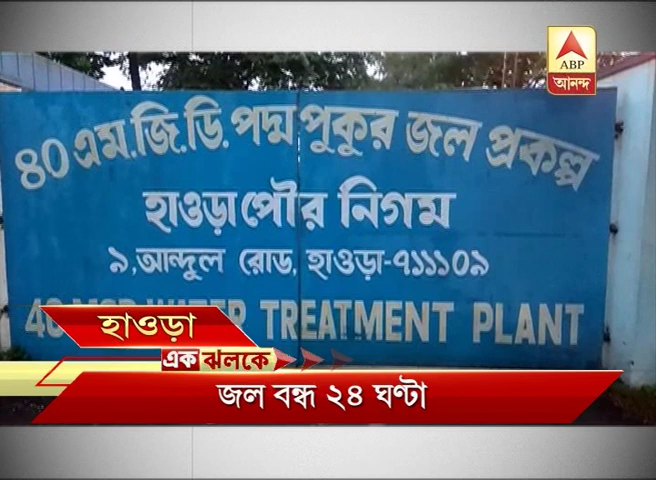 ABP
আনন্দ
৪০ এম.জি.ডি. পদ্মপুকুর জল প্রকল্প
হাওড়া পৌর নিগম
৯, আন্দুল রোড, হাওড়া-৭১১১০৯
TREATMENT PLANT
হাওড়া
এক ঝলকে
জল বন্ধ ২৪ ঘণ্টা